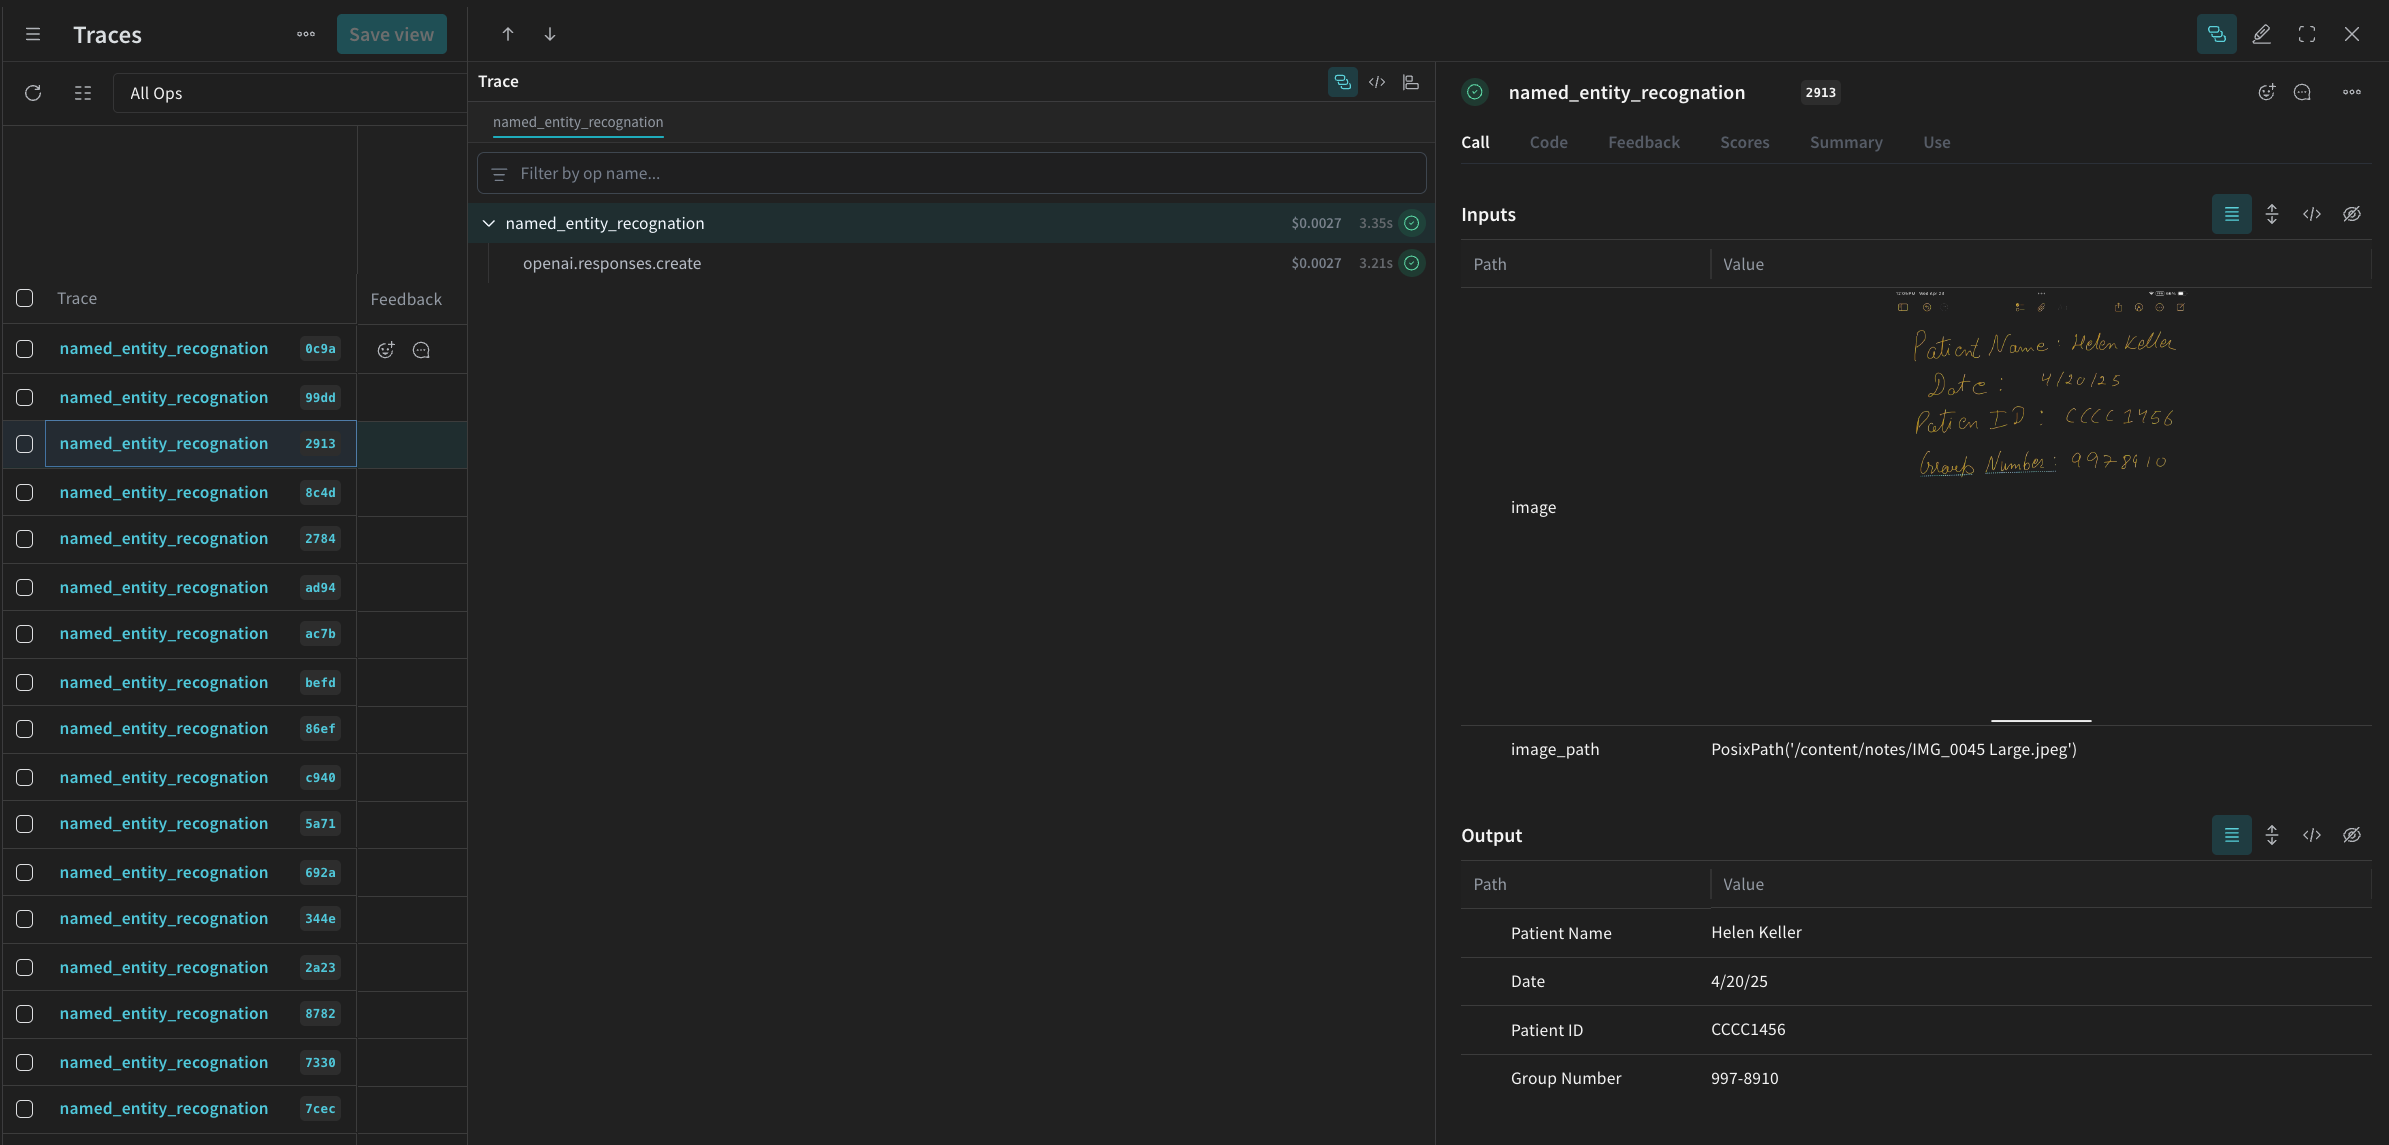 Traces
Save view
All Ops
Trace
Feedback
named_entity_recognation 0c9a
named_entity_recognation 99dd
named_entity_recognation 2913
named_entity_recognation 8c4d
named_entity_recognation 2784
named_entity_recognation ad94
named_entity_recognation ac7b
named_entity_recognation befd
named_entity_recognation 86ef
named_entity_recognation c940
named_entity_recognation 5a71
named_entity_recognation 692a
named_entity_recognation 344e
named_entity_recognation 2a23
named_entity_recognation 8782
named_entity_recognation 7330
named_entity_recognation 7cec
Trace
named_entity_recognation
Filter by op name...
named_entity_recognation $0.0027 3.35s
openai.responses.create $0.0027 3.21s
named_entity_recognation 2913
Call Code Feedback Scores Summary Use
Inputs
Path Value
image
Patient Name : Helen Keller
Date : 4/20/25
Patien ID : CCCC1456
Group Number : 9978910
image_path PosixPath('/content/notes/IMG_0045 Large.jpeg')
Output
Path Value
Patient Name Helen Keller
Date 4/20/25
Patient ID CCCC1456
Group Number 997-8910